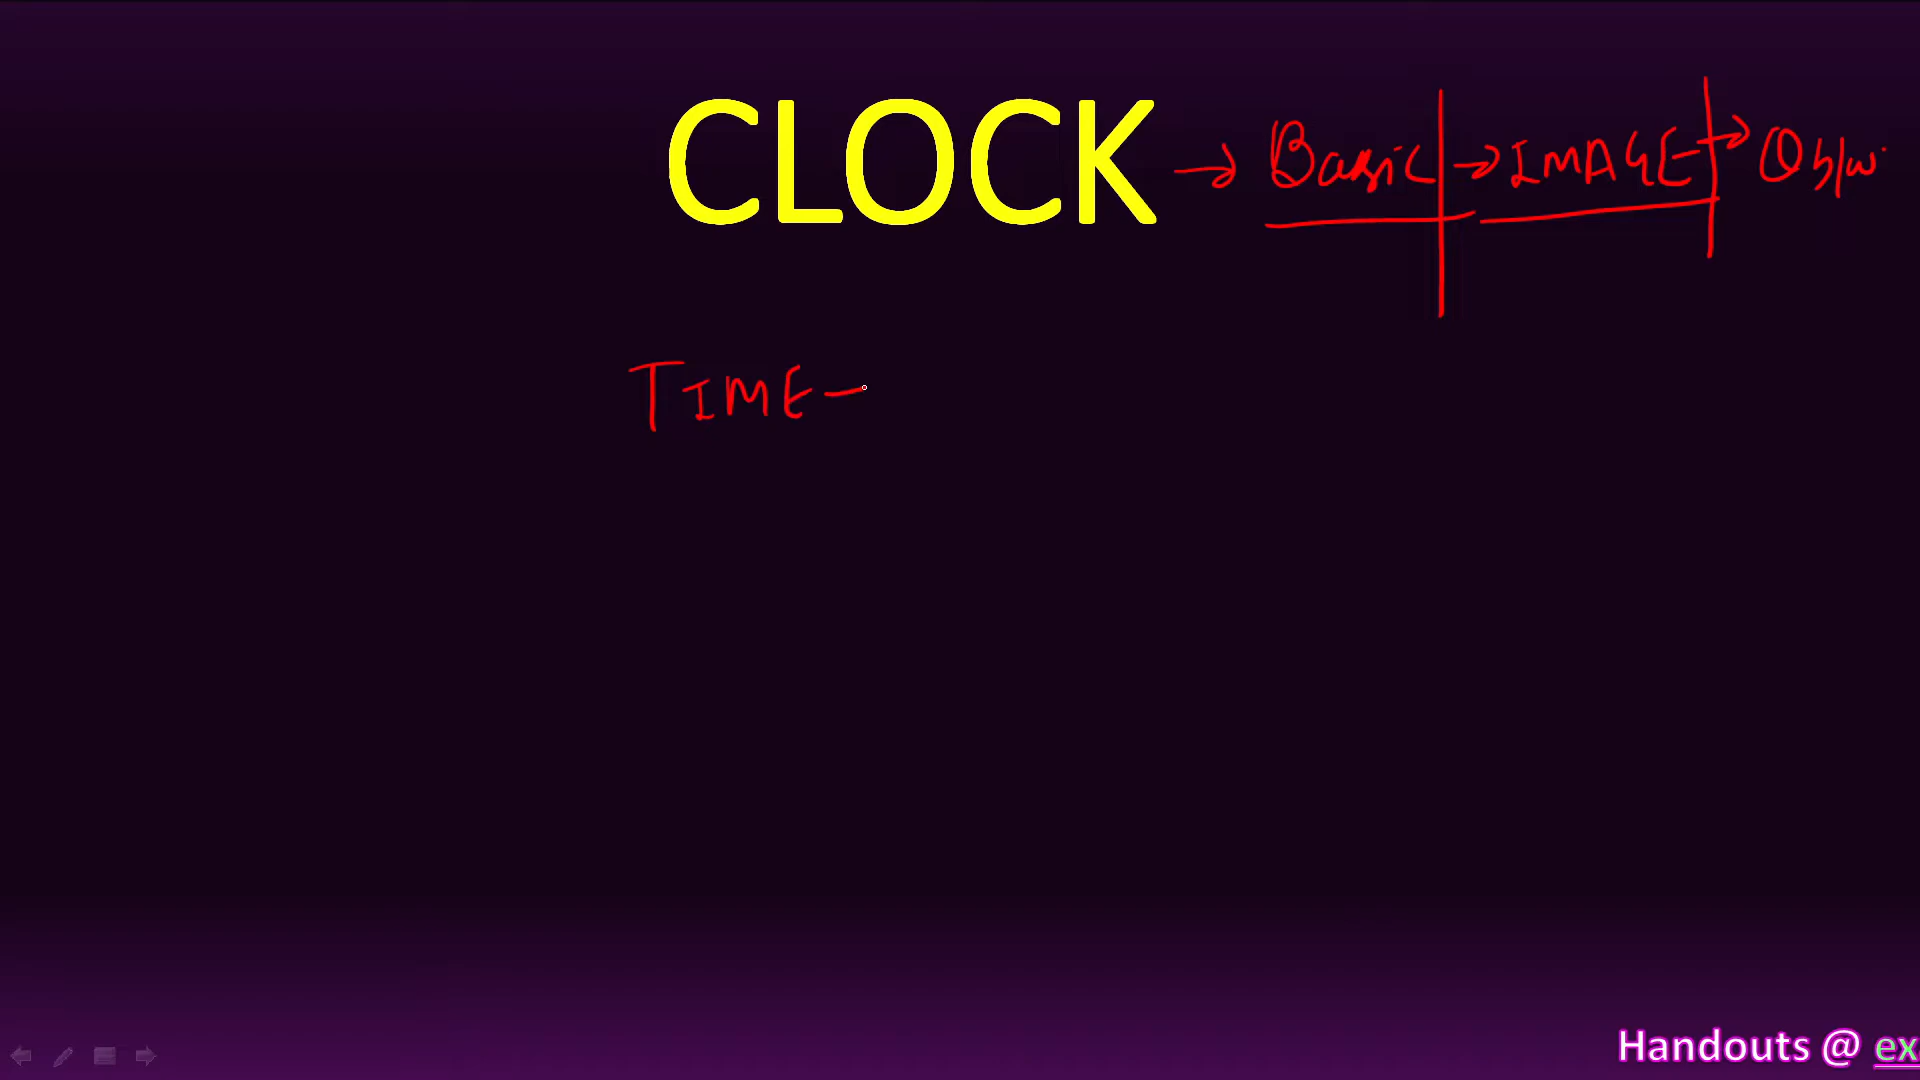 CLOCK → Basic → IMAGE → Θ b/w
TIME –
Handouts @ ex